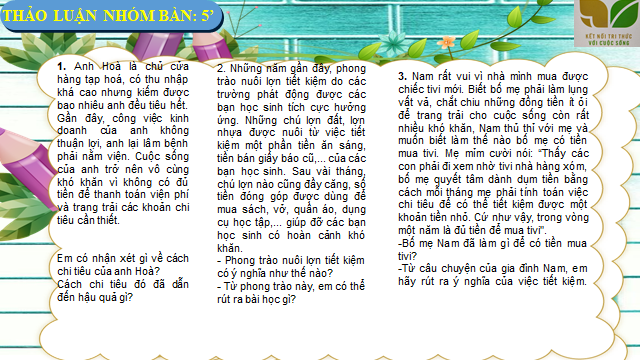 THẢO LUẬN NHÓM BÀN: 5’
KẾT NỐI TRI THỨC
VỚI CUỘC SỐNG
1. Anh Hoà là chủ cửa
hàng tạp hoá, có thu nhập
khá cao nhưng kiếm được
bao nhiêu anh đều tiêu hết.
Gần đây, công việc kinh
doanh của anh không
thuận lợi, anh lại lâm bệnh
phải nằm viện. Cuộc sống
của anh trở nên vô cùng
khó khăn vì không có đủ
tiền để thanh toán viện phí
và trang trải các khoản chi
tiêu cần thiết.
Em có nhận xét gì về cách
chi tiêu của anh Hoà?
Cách chi tiêu đó đã dẫn
đến hậu quả gì?
2. Những năm gần đây, phong
trào nuôi lợn tiết kiệm do các
trường phát động được các
bạn học sinh tích cực hưởng
ứng. Những chú lợn đất, lợn
nhựa được nuôi từ việc tiết
kiệm một phần tiền ăn sáng,
tiền bán giấy báo cũ,... của các
bạn học sinh. Sau vài tháng,
chú lợn nào cũng đầy căng, số
tiền đóng góp được dùng để
mua sách, vở, quần áo, dụng
cụ học tập,... giúp đỡ các bạn
học sinh có hoàn cảnh khó
khăn.
- Phong trào nuôi lợn tiết kiệm
có ý nghĩa như thế nào?
- Từ phong trào này, em có thể
rút ra bài học gì?
3. Nam rất vui vì nhà mình mua được
chiếc tivi mới. Biết bố mẹ phải làm lụng
vất vả, chắt chiu những đồng tiền ít ỏi
để trang trải cho cuộc sống còn rất
nhiều khó khăn, Nam thủ thỉ với mẹ và
muốn biết làm thế nào bố mẹ có tiền
mua tivi. Mẹ mỉm cười nói: “Thấy các
con phải đi xem nhờ tivi nhà hàng xóm,
bố mẹ quyết tâm dành dụm tiền bằng
cách mỗi tháng mẹ phải tính toán việc
chi tiêu để có thể tiết kiệm được một
khoản tiền nhỏ. Cứ như vậy, trong vòng
một năm là đủ tiền để mua tivi”.
-Bố mẹ Nam đã làm gì để có tiền mua
tivi?
-Từ câu chuyện của gia đình Nam, em
hãy rút ra ý nghĩa của việc tiết kiệm.